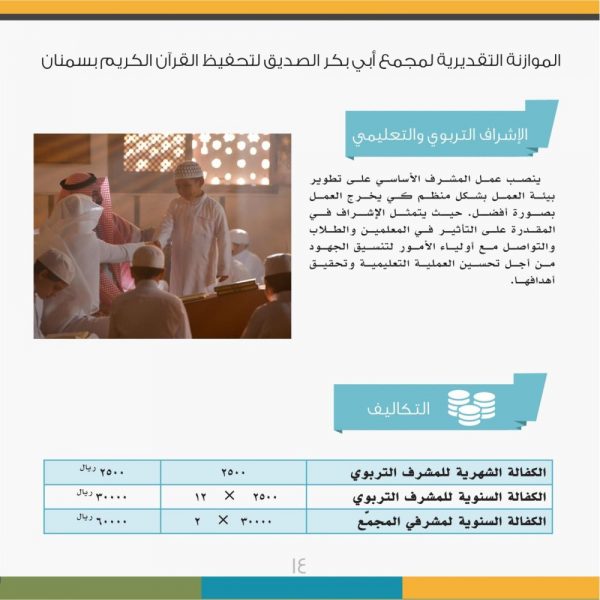 الموازنة التقديرية لمجمع أبي بكر الصديق لتحفيظ القرآن الكريم بسمنان
الإشراف التربوي والتعليمي
ينصب عمل المشرف الأساسي على تطوير
بيئة العمل بشكل منظم كي يخرج العمل
بصورة أفضل. حيث يتمثل الإشراف في
المقدرة على التأثير في المعلمين والطلاب
والتواصل مع أولياء الأمور لتنسيق الجهود
من أجل تحسين العملية التعليمية وتحقيق
أهدافها.
التكاليف
الكفالة الشهرية للمشرف التربوي ٢٥٠٠ ٢٥٠٠ ريال
الكفالة السنوية للمشرف التربوي ٢٥٠٠ × ١٢ ٣٠٠٠٠ ريال
الكفالة السنوية لمشرفي المجمّع ٣٠٠٠٠ × ٢ ٦٠٠٠٠ ريال
١٤